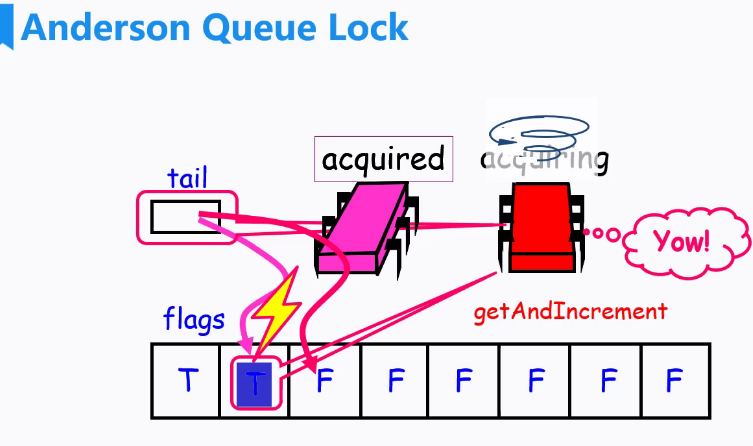 Anderson Queue Lock
acquired
acquiring
tail
Yow!
getAndIncrement
flags
T T F F F F F F